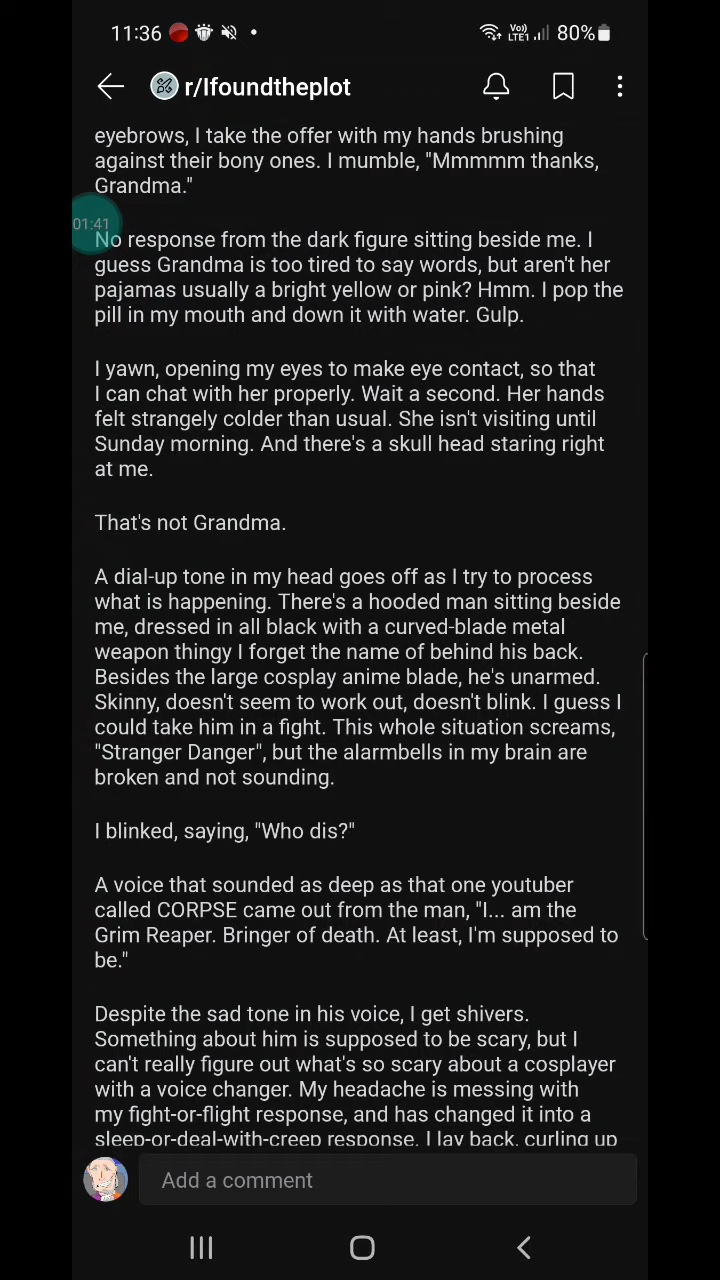 11:36
Vo))
LTE1
80%
r/Ifoundtheplot
eyebrows, I take the offer with my hands brushing
against their bony ones. I mumble, "Mmmmm thanks,
Grandma."
01:41
No response from the dark figure sitting beside me. I
guess Grandma is too tired to say words, but aren't her
pajamas usually a bright yellow or pink? Hmm. I pop the
pill in my mouth and down it with water. Gulp.
I yawn, opening my eyes to make eye contact, so that
I can chat with her properly. Wait a second. Her hands
felt strangely colder than usual. She isn't visiting until
Sunday morning. And there's a skull head staring right
at me.
That's not Grandma.
A dial-up tone in my head goes off as I try to process
what is happening. There's a hooded man sitting beside
me, dressed in all black with a curved-blade metal
weapon thingy I forget the name of behind his back.
Besides the large cosplay anime blade, he's unarmed.
Skinny, doesn't seem to work out, doesn't blink. I guess I
could take him in a fight. This whole situation screams,
"Stranger Danger", but the alarmbells in my brain are
broken and not sounding.
I blinked, saying, "Who dis?"
A voice that sounded as deep as that one youtuber
called CORPSE came out from the man, "I... am the
Grim Reaper. Bringer of death. At least, I'm supposed to
be."
Despite the sad tone in his voice, I get shivers.
Something about him is supposed to be scary, but I
can't really figure out what's so scary about a cosplayer
with a voice changer. My headache is messing with
my fight-or-flight response, and has changed it into a
sleep-or-deal-with-creep response. I lay back, curling up
Add a comment